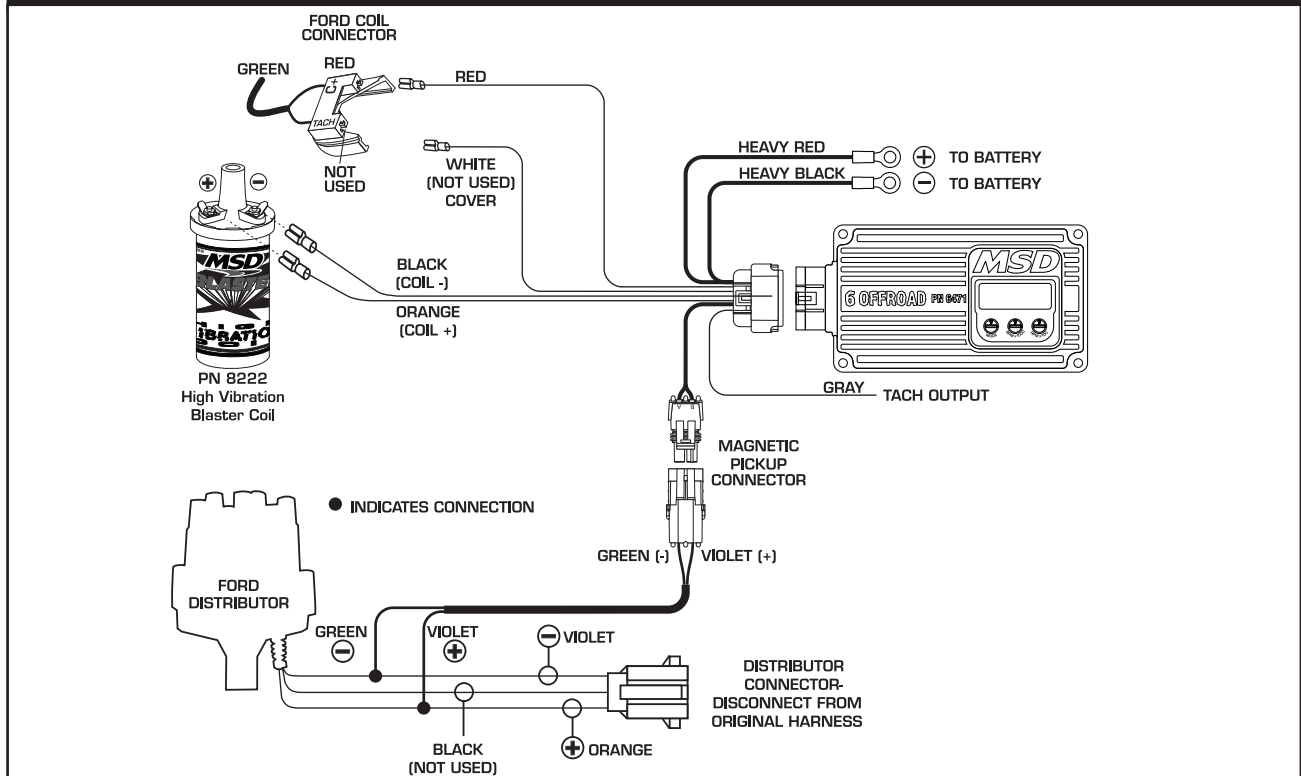 FORD COIL
CONNECTOR
GREEN
RED
C+
TACH
NOT
USED
RED
WHITE
(NOT USED)
COVER
HEAVY RED
+ TO BATTERY
HEAVY BLACK
- TO BATTERY
+
-
MSD
BLASTER
PN 8222
High Vibration
Blaster Coil
BLACK
(COIL -)
ORANGE
(COIL +)
MSD
6 OFFROAD PN 6471
GRAY
TACH OUTPUT
MAGNETIC
PICKUP
CONNECTOR
● INDICATES CONNECTION
GREEN (-)
VIOLET (+)
FORD
DISTRIBUTOR
GREEN
-
VIOLET
+
- VIOLET
BLACK
(NOT USED)
+ ORANGE
DISTRIBUTOR
CONNECTOR-
DISCONNECT FROM
ORIGINAL HARNESS